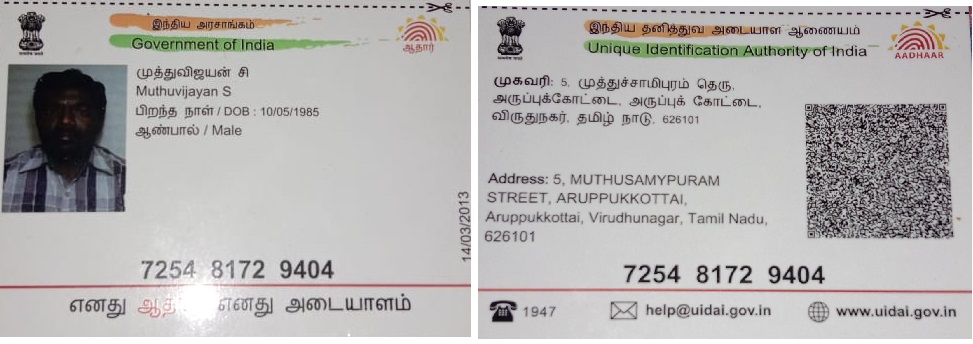 இந்திய அரசாங்கம்
Government of India
ஆதார்
முத்துவிஜயன் சி
Muthuvijayan S
பிறந்த நாள் / DOB : 10/05/1985
ஆண்பால் / Male
14/03/2013
7254 8172 9404
எனது எனது அடையாளம்
இந்திய தனித்துவ அடையாள ஆணையம்
Unique Identification Authority of India
AADHAAR
முகவரி: 5, முத்துச்சாமிபுரம் தெரு,
அருப்புக்கோட்டை, அருப்புக் கோட்டை,
விருதுநகர், தமிழ் நாடு. 626101
Address: 5, MUTHUSAMYPURAM
STREET, ARUPPUKKOTTAI,
Aruppukkottai, Virudhunagar, Tamil Nadu,
626101
7254 8172 9404
1947
help@uidai.gov.in
www.uidai.gov.in